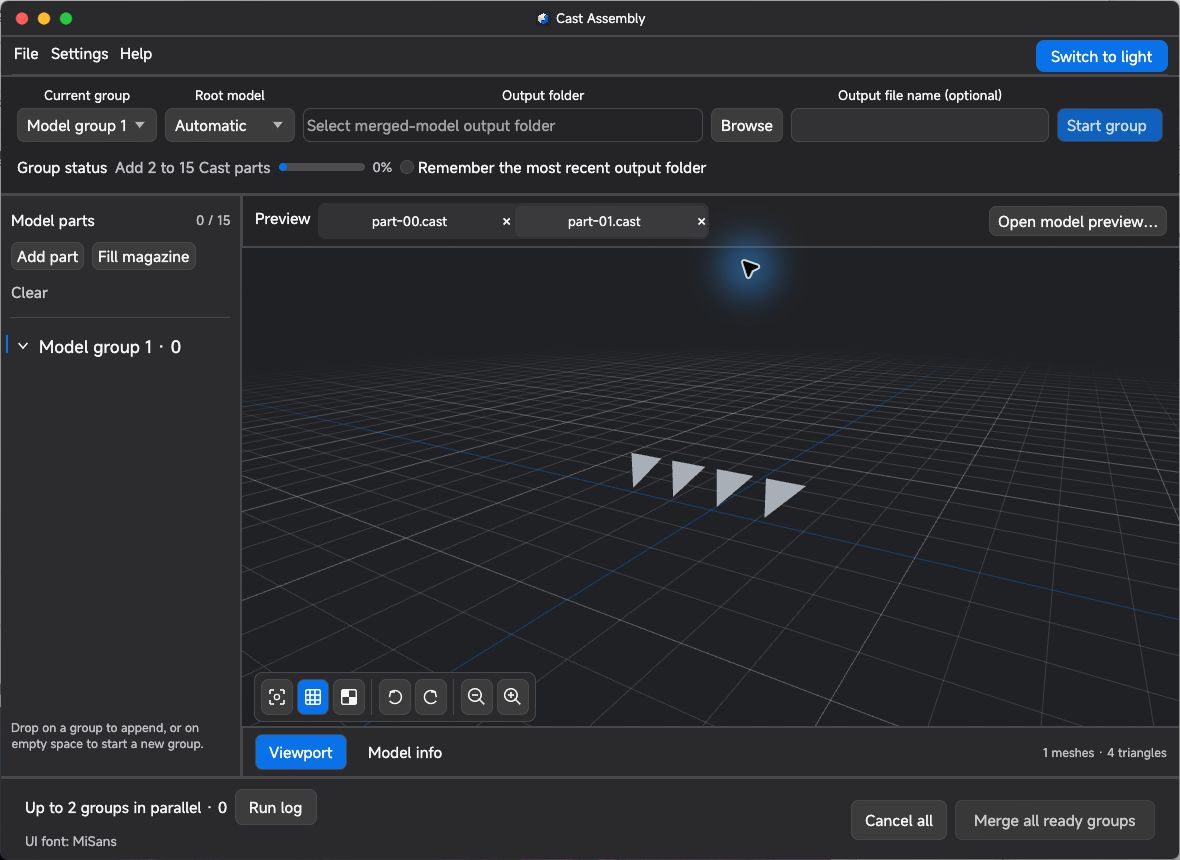 Cast Assembly
File Settings Help
Switch to light
Current group Root model Output folder Output file name (optional)
Model group 1 Automatic Select merged-model output folder Browse Start group
Group status Add 2 to 15 Cast parts 0% Remember the most recent output folder
Model parts 0 / 15
Preview part-00.cast × part-01.cast × Open model preview...
Add part Fill magazine
Clear
Model group 1 · 0
Drop on a group to append, or on
empty space to start a new group.
Viewport Model info 1 meshes · 4 triangles
Up to 2 groups in parallel · 0 Run log
Cancel all Merge all ready groups
UI font: MiSans